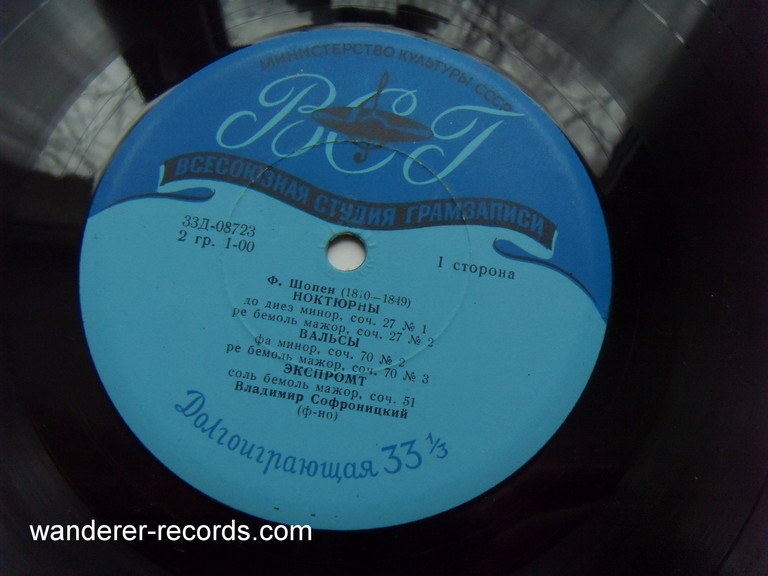 МИНИСТЕРСТВО КУЛЬТУРЫ СССР
ВСГ
ВСЕСОЮЗНАЯ СТУДИЯ ГРАМЗАПИСИ
33Д-08723
2 гр. 1-00
I сторона
Ф. Шопен (1810—1849)
НОКТЮРНЫ
до диез минор, соч. 27 № 1
ре бемоль мажор, соч. 27 № 2
ВАЛЬСЫ
фа минор, соч. 70 № 2
ре бемоль мажор, соч. 70 № 3
ЭКСПРОМТ
соль бемоль мажор, соч. 51
Владимир Софроницкий
(ф-но)
Долгоиграющая 33 1/3
wanderer-records.com